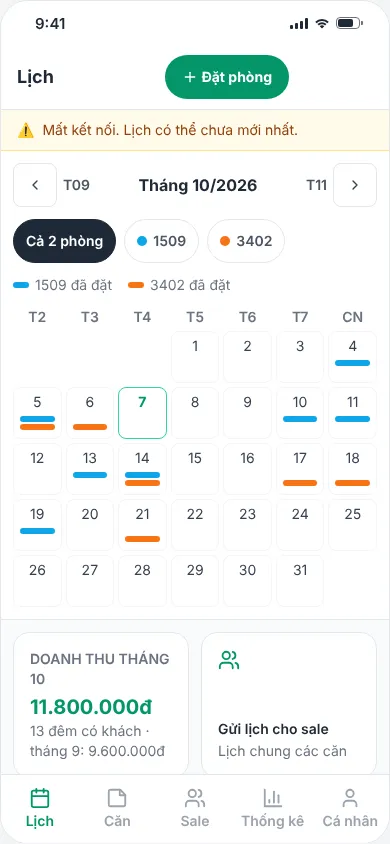 9:41
Lịch
+ Đặt phòng
⚠️ Mất kết nối. Lịch có thể chưa mới nhất.
T09 Tháng 10/2026 T11
Cả 2 phòng 1509 3402
1509 đã đặt 3402 đã đặt
T2 T3 T4 T5 T6 T7 CN
1 2 3 4
5 6 7 8 9 10 11
12 13 14 15 16 17 18
19 20 21 22 23 24 25
26 27 28 29 30 31
DOANH THU THÁNG
10
11.800.000đ
13 đêm có khách ·
tháng 9: 9.600.000đ
Gửi lịch cho sale
Lịch chung các căn
Lịch Căn Sale Thống kê Cá nhân